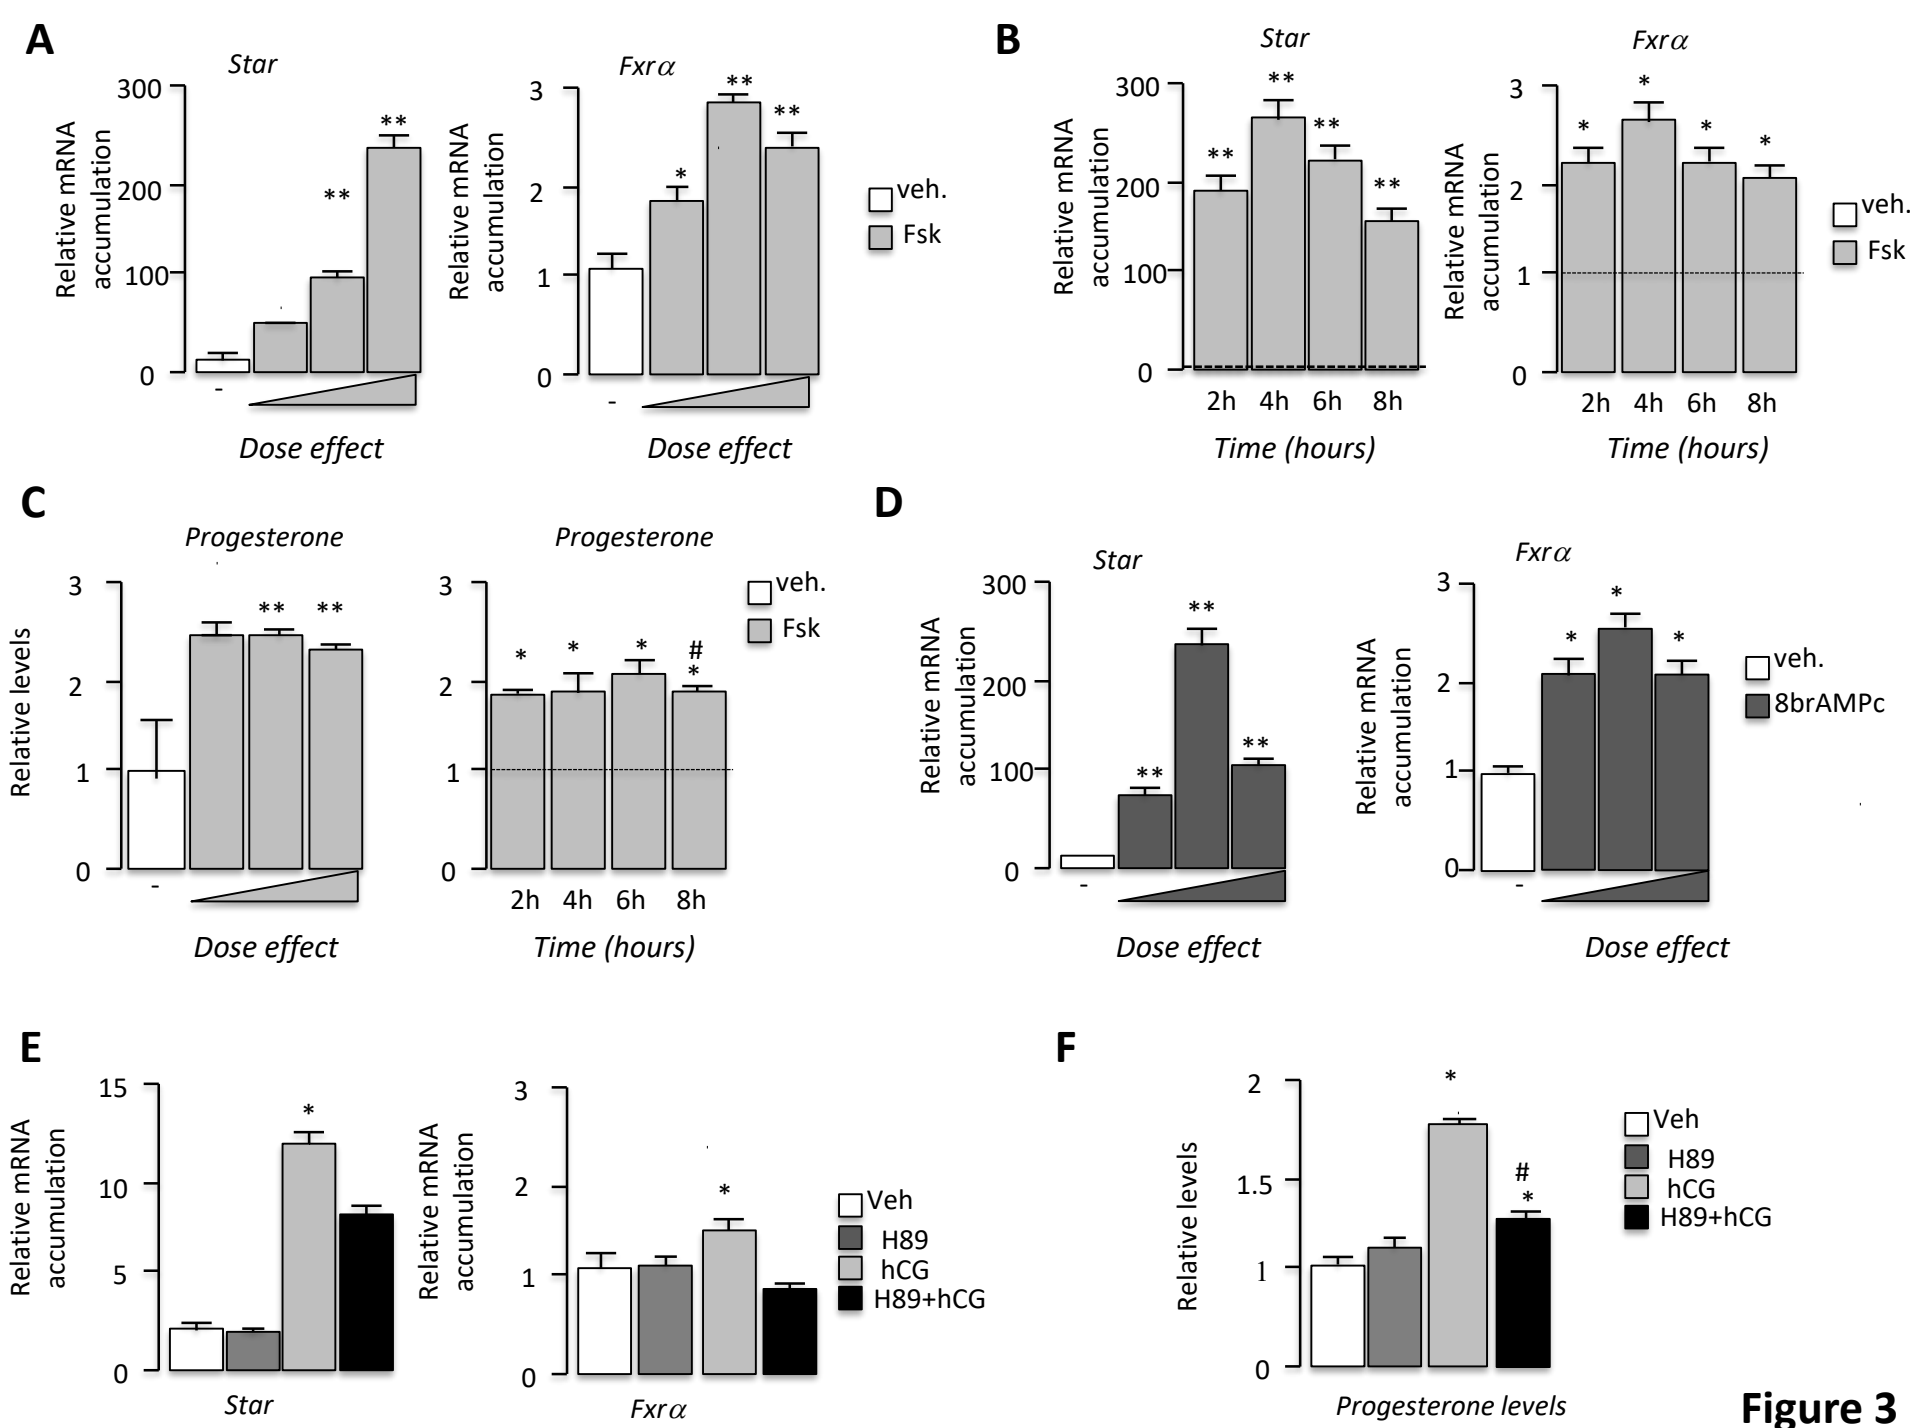 A
Star
300
200
100
0
Relative mRNA
accumulation
**
**
-
Dose effect
Fxrα
3
2
1
0
Relative mRNA
accumulation
*
**
**
-
Dose effect
veh.
Fsk
B
Star
300
200
100
0
Relative mRNA
accumulation
**
**
**
**
2h 4h 6h 8h
Time (hours)
Fxrα
3
2
1
0
Relative mRNA
accumulation
*
*
*
*
2h 4h 6h 8h
Time (hours)
veh.
Fsk
C
Progesterone
3
2
1
0
Relative levels
** **
-
Dose effect
Progesterone
3
2
1
0
* * * #
*
2h 4h 6h 8h
Time (hours)
veh.
Fsk
D
Star
300
200
100
0
Relative mRNA
accumulation
**
**
**
-
Dose effect
Fxrα
3
2
1
0
Relative mRNA
accumulation
*
*
*
-
Dose effect
veh.
8brAMPc
E
15
10
5
0
Relative mRNA
accumulation
*
Star
3
2
1
0
Relative mRNA
accumulation
*
Fxrα
Veh
H89
hCG
H89+hCG
F
2
1.5
1
0
Relative levels
*
#
*
Progesterone levels
Veh
H89
hCG
H89+hCG
Figure 3